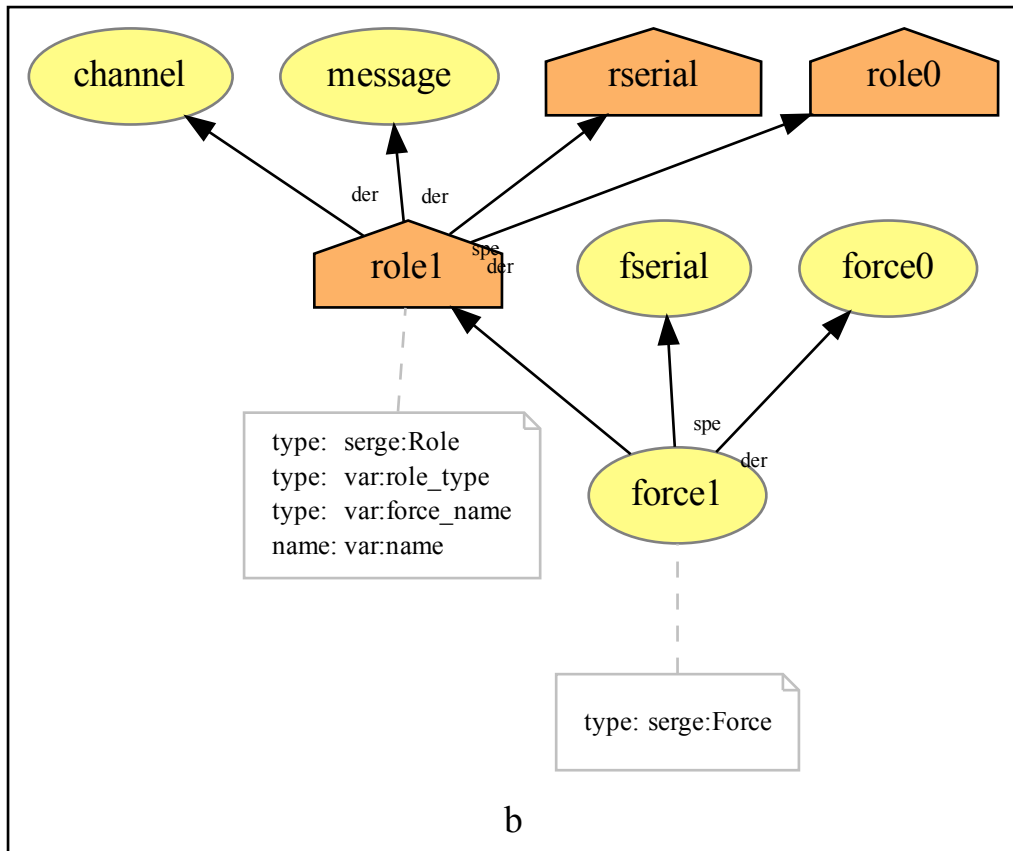 channel
message
rserial
role0
der
der
spe
der
role1
fserial
force0
type: serge:Role
type: var:role_type
type: var:force_name
name: var:name
spe
der
force1
type: serge:Force
b